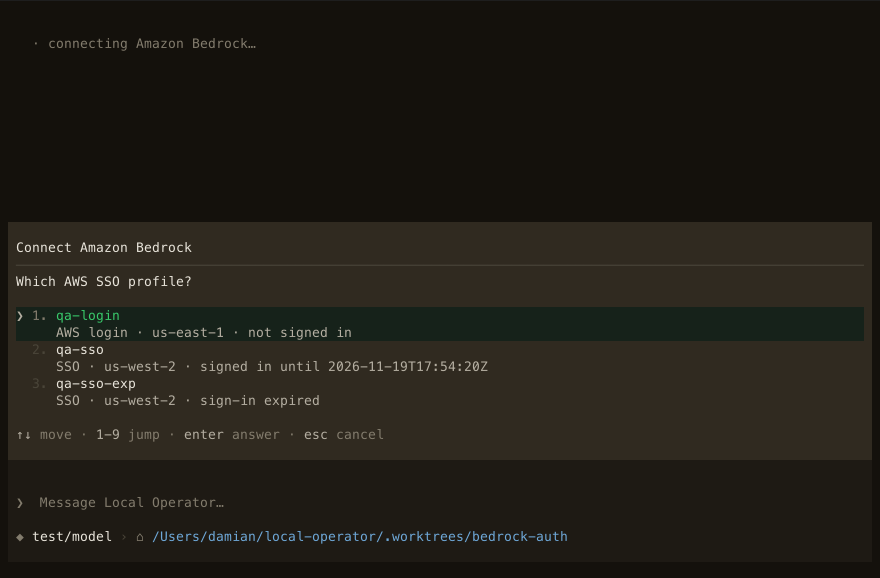 · connecting Amazon Bedrock…
Connect Amazon Bedrock
Which AWS SSO profile?
❯ 1. qa-login
AWS login · us-east-1 · not signed in
2. qa-sso
SSO · us-west-2 · signed in until 2026-11-19T17:54:20Z
3. qa-sso-exp
SSO · us-west-2 · sign-in expired
↑↓ move · 1-9 jump · enter answer · esc cancel
❯ Message Local Operator…
◆ test/model › ⌂ /Users/damian/local-operator/.worktrees/bedrock-auth